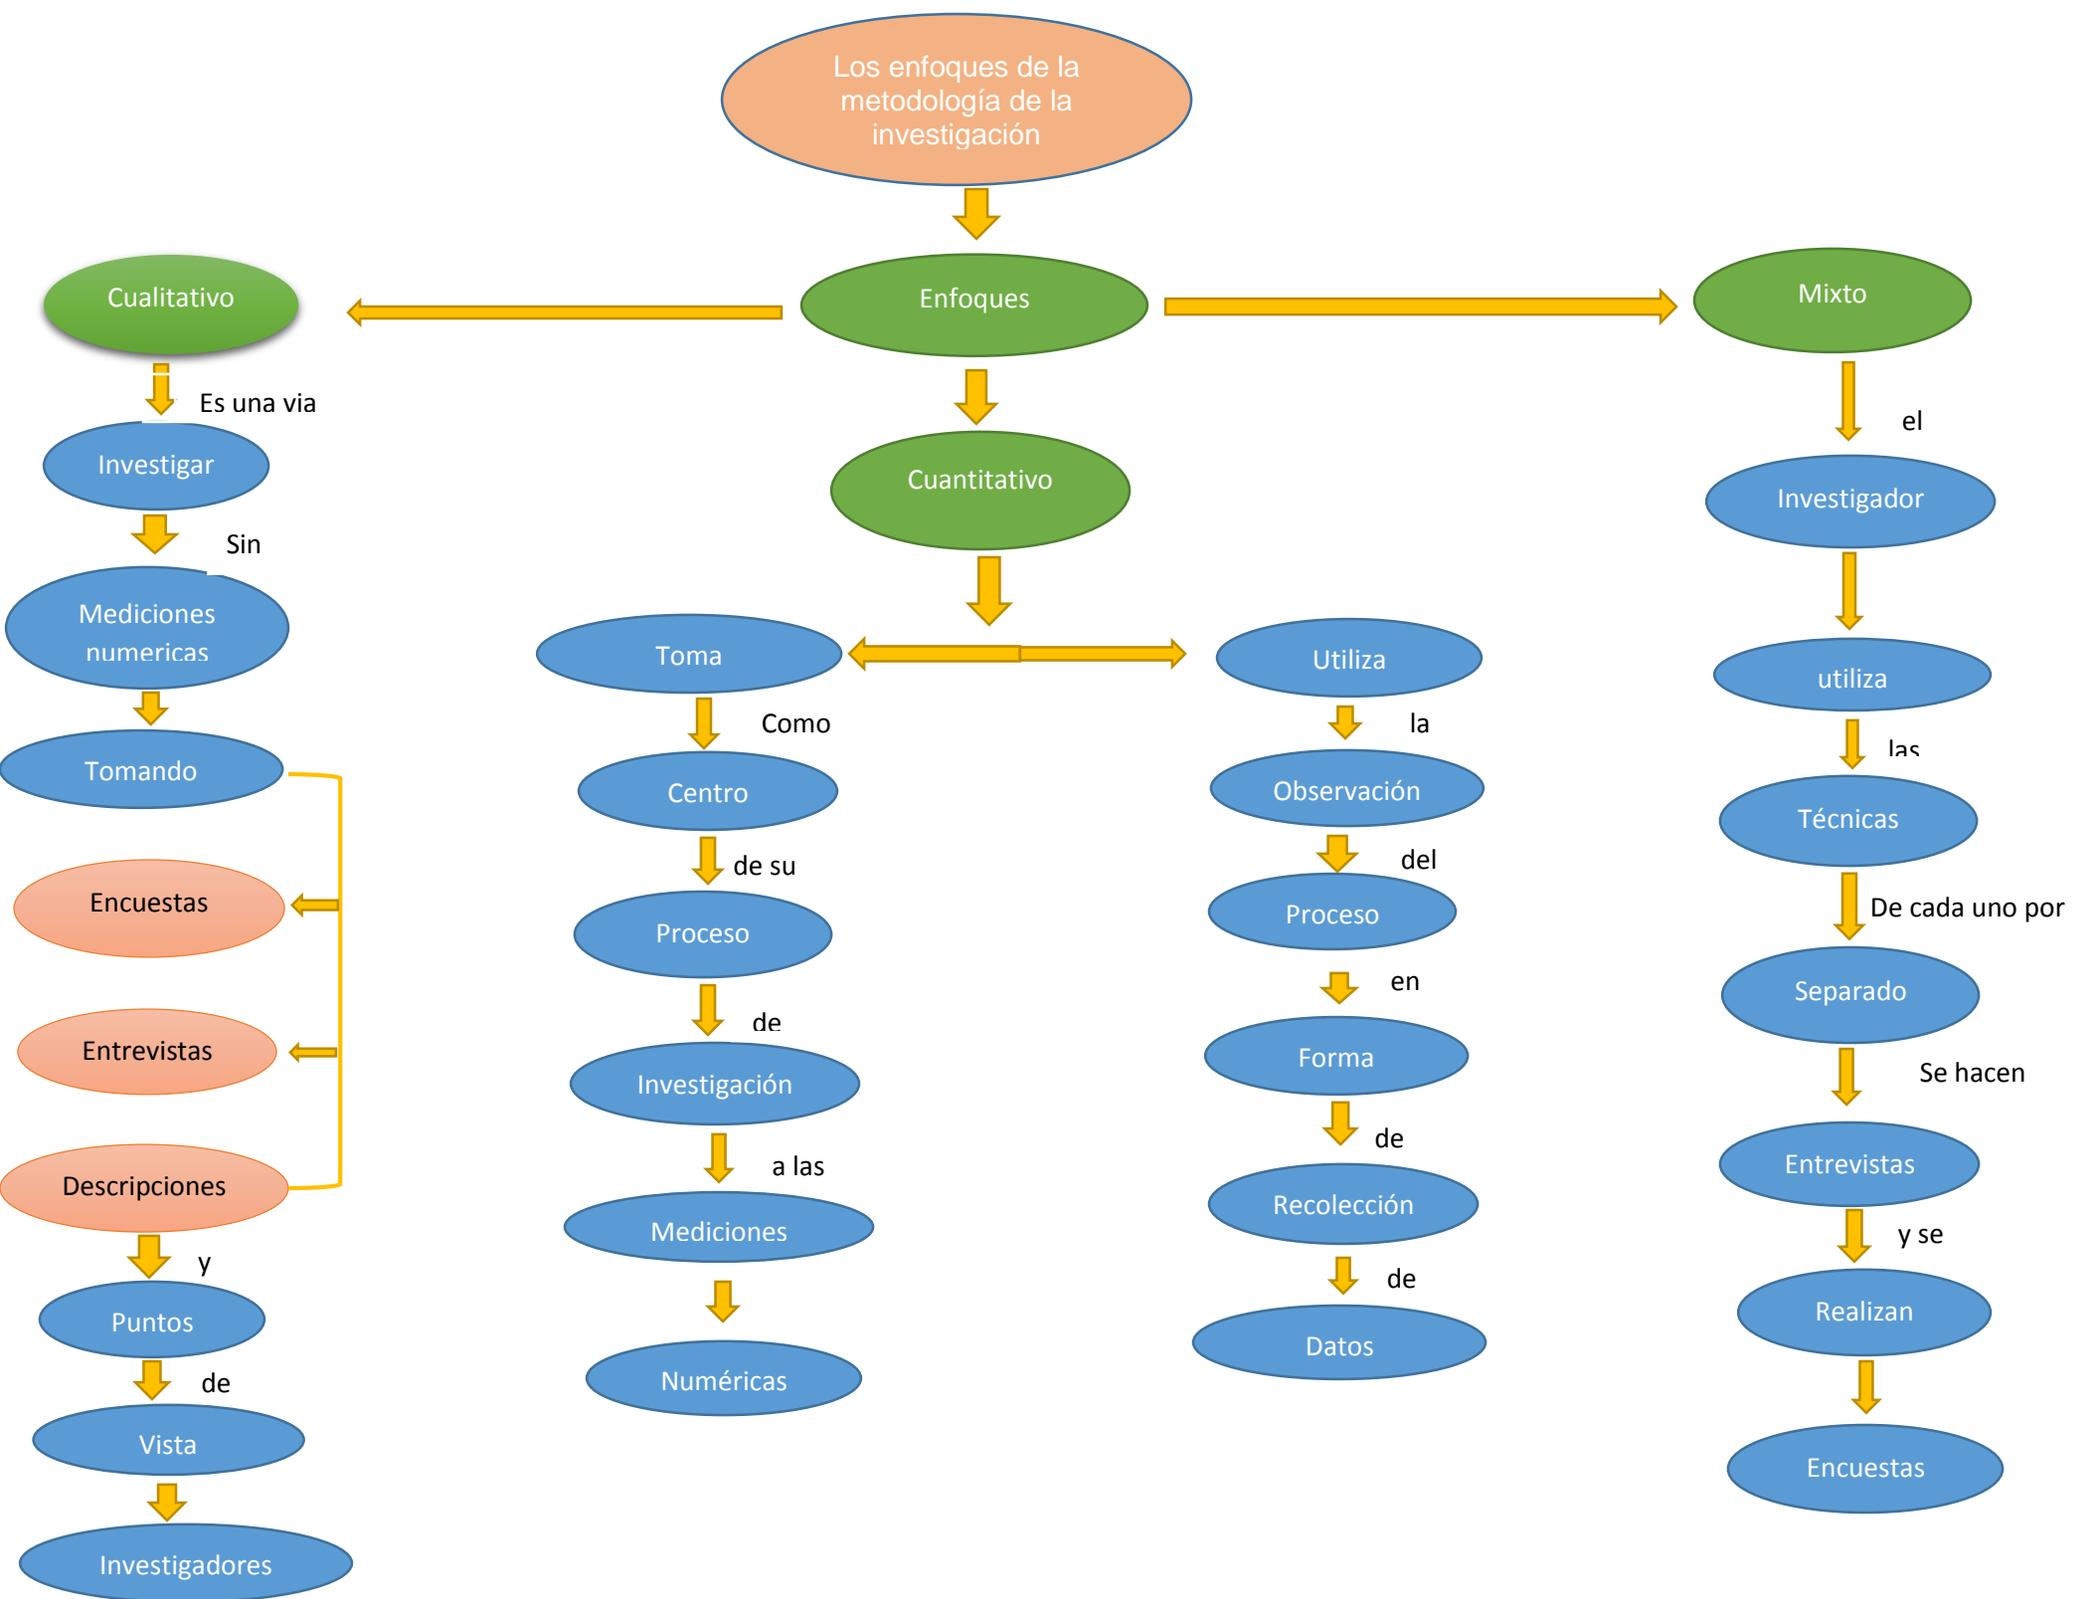 Los enfoques de la
metodología de la
investigación
Enfoques
Cualitativo
Es una via
Investigar
Sin
Mediciones
numericas
Tomando
Encuestas
Entrevistas
Descripciones
y
Puntos
de
Vista
Investigadores
Cuantitativo
Toma
Como
Centro
de su
Proceso
de
Investigación
a las
Mediciones
Numéricas
Utiliza
la
Observación
del
Proceso
en
Forma
de
Recolección
de
Datos
Mixto
el
Investigador
utiliza
las
Técnicas
De cada uno por
Separado
Se hacen
Entrevistas
y se
Realizan
Encuestas